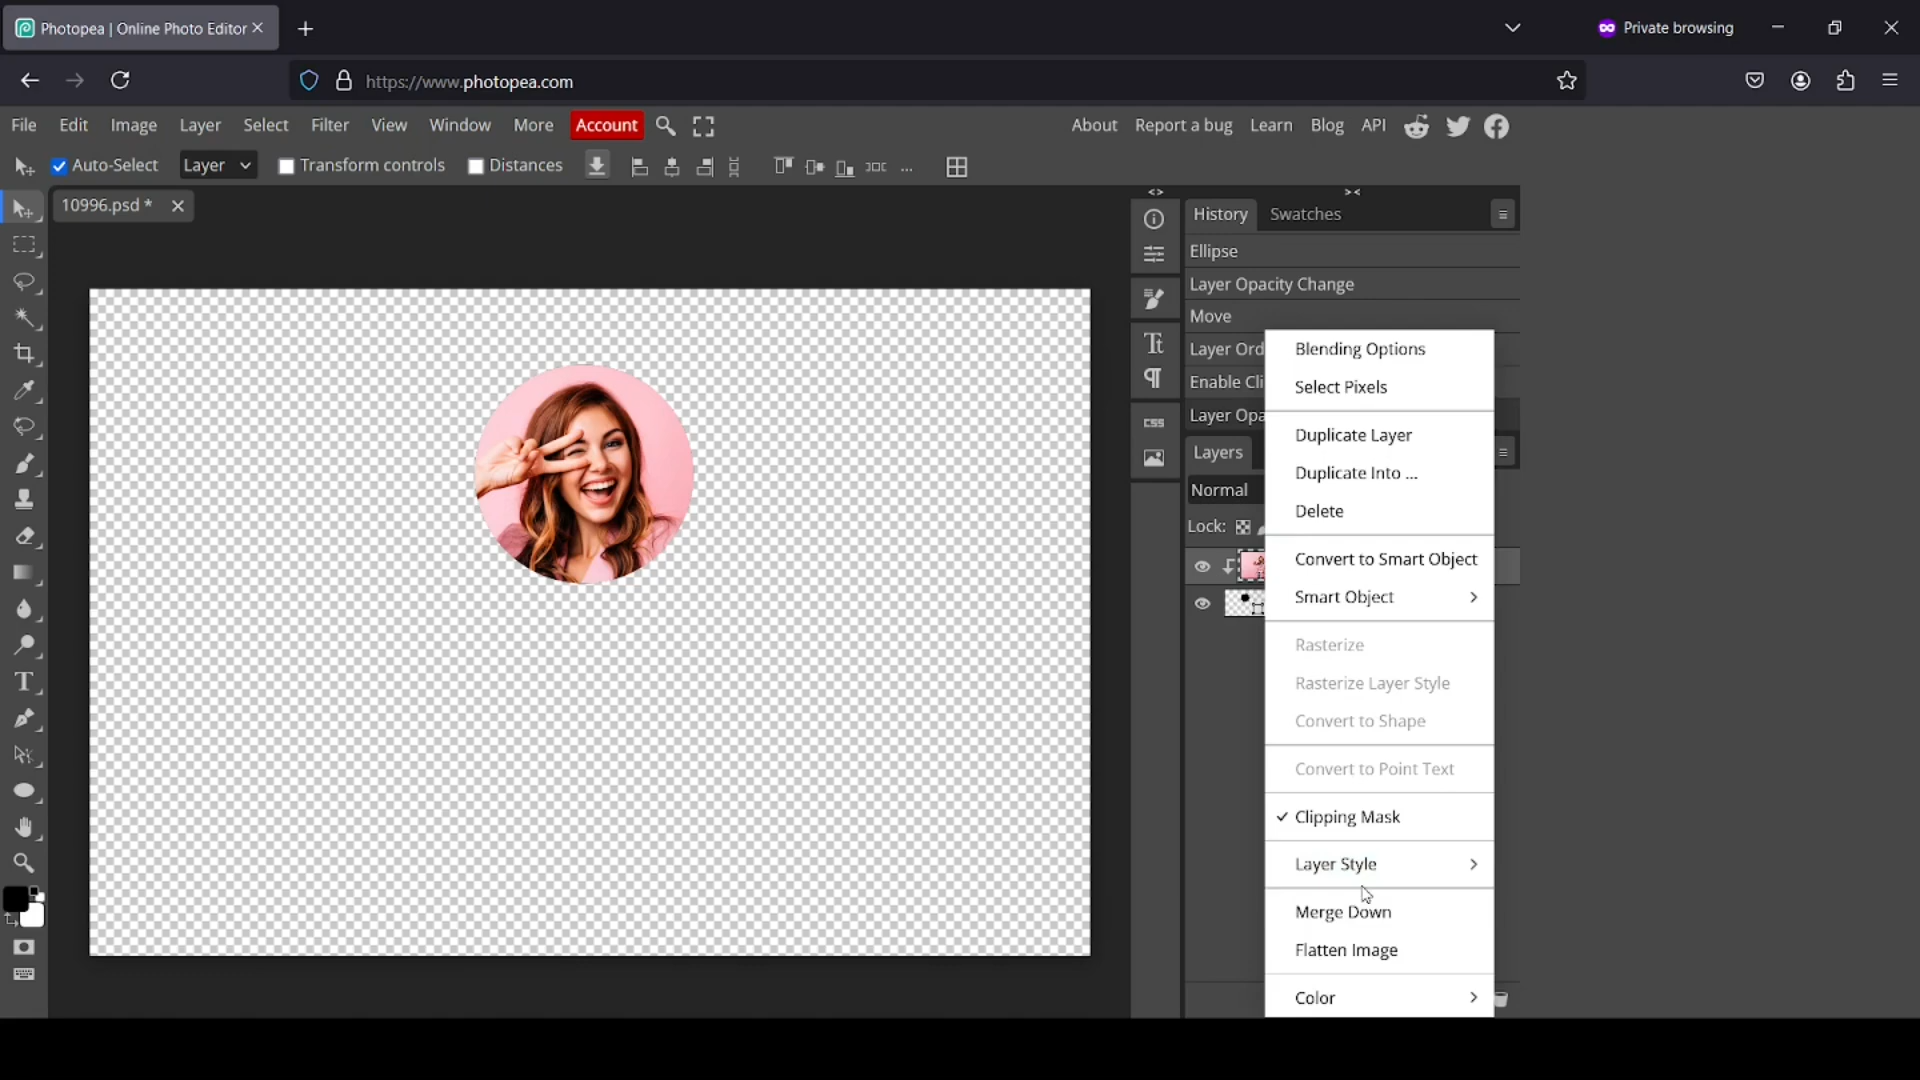 Photopea | Online Photo Editor
Private browsing
https://www.photopea.com
File Edit Image Layer Select Filter View Window More Account
About Report a bug Learn Blog API
Auto-Select Layer Transform controls Distances ...
10996.psd *
History Swatches
Ellipse
Layer Opacity Change
Move
Layer Ord
Enable Cli
Layer Opa
CSS
Layers
Normal
Lock:
Blending Options
Select Pixels
Duplicate Layer
Duplicate Into ...
Delete
Convert to Smart Object
Smart Object
Rasterize
Rasterize Layer Style
Convert to Shape
Convert to Point Text
Clipping Mask
Layer Style
Merge Down
Flatten Image
Color